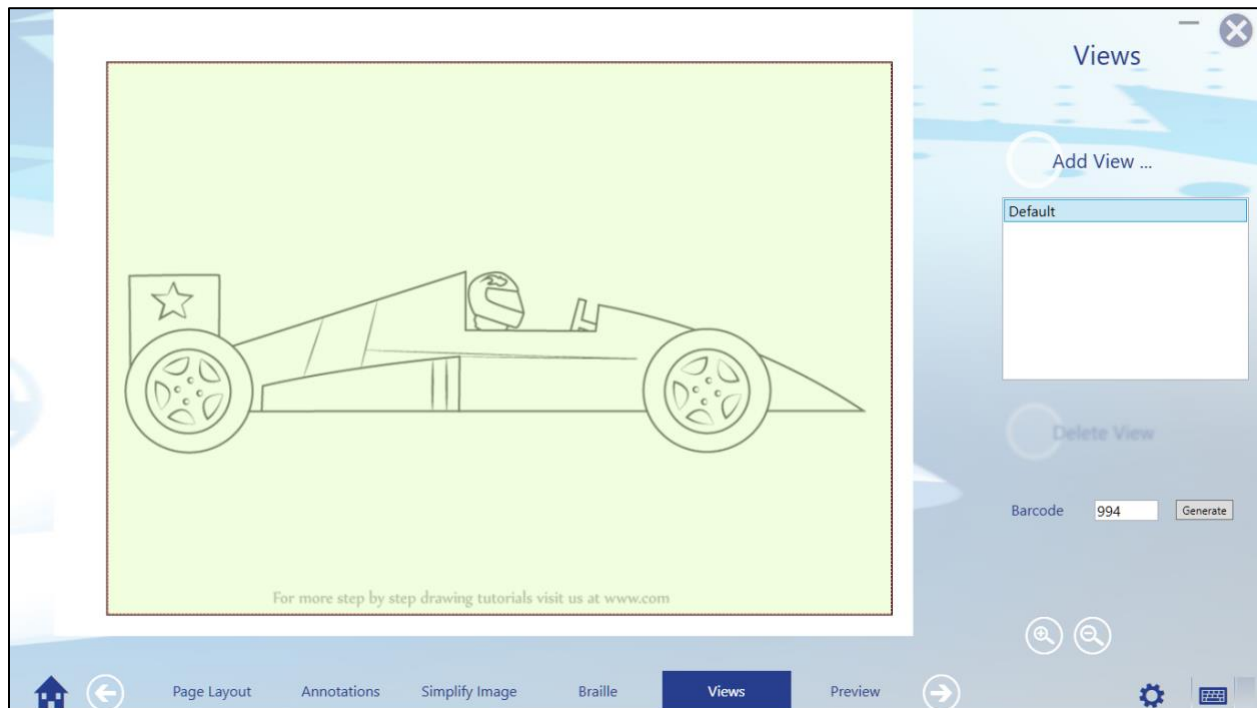 Views
Add View ...
Default
Delete View
Barcode 994 Generate
For more step by step drawing tutorials visit us at www.com
Page Layout Annotations Simplify Image Braille Views Preview